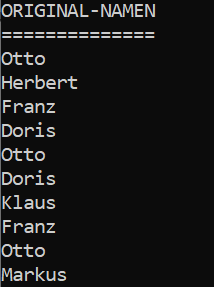 ORIGINAL-NAMEN
==============
Otto
Herbert
Franz
Doris
Otto
Doris
Klaus
Franz
Otto
Markus